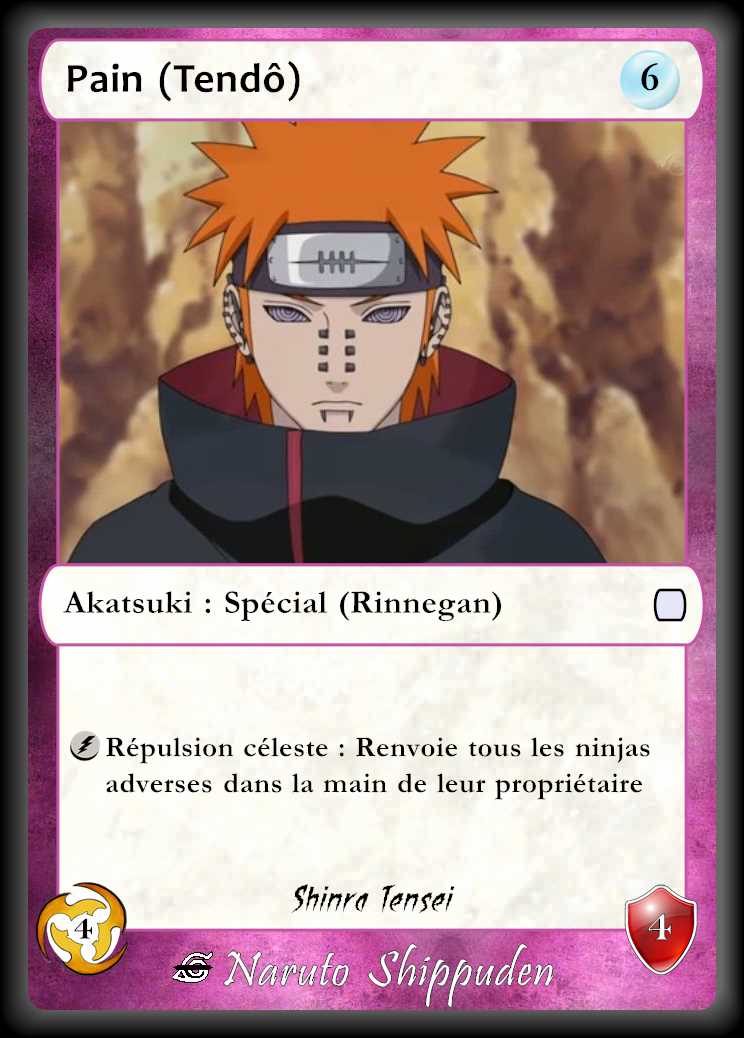 Pain (Tendô)
6
Akatsuki : Spécial (Rinnegan)
Répulsion céleste : Renvoie tous les ninjas
adverses dans la main de leur propriétaire
Shinra Tensei
4
4
Naruto Shippuden